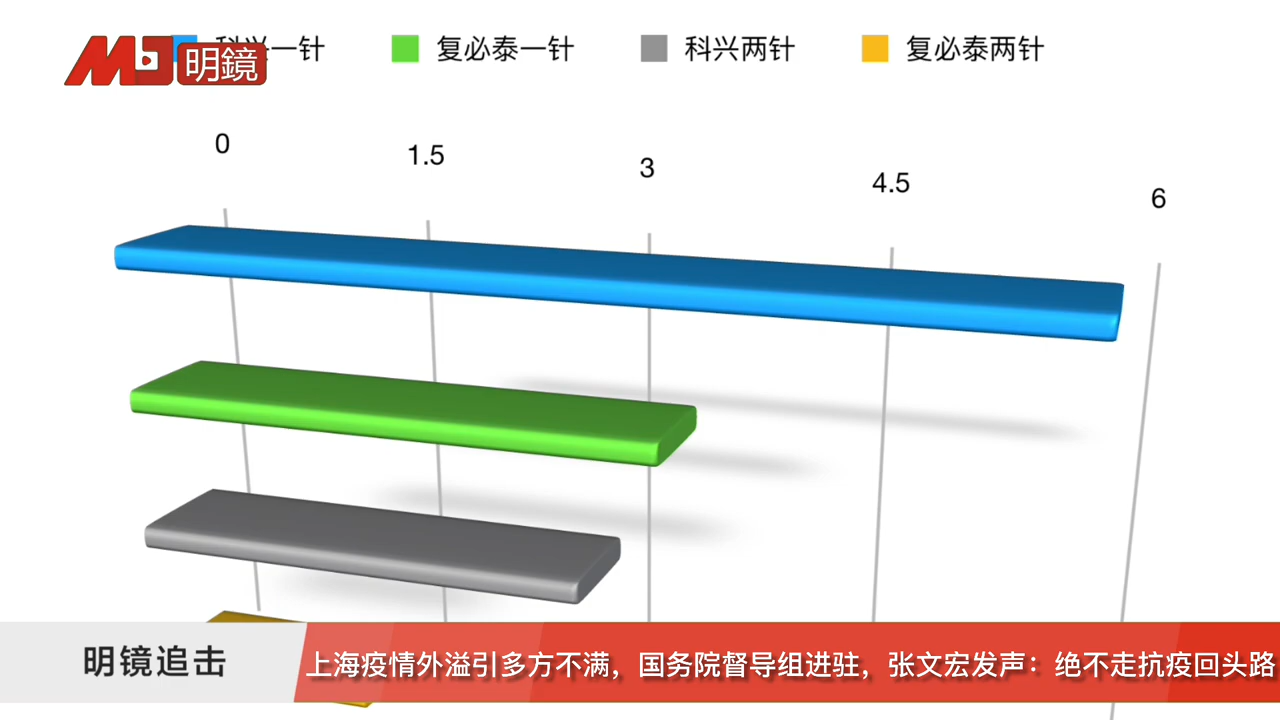 明鏡
科兴一针
复必泰一针
科兴两针
复必泰两针
0
1.5
3
4.5
6
明镜追击
上海疫情外溢引多方不满，国务院督导组进驻，张文宏发声：绝不走抗疫回头路